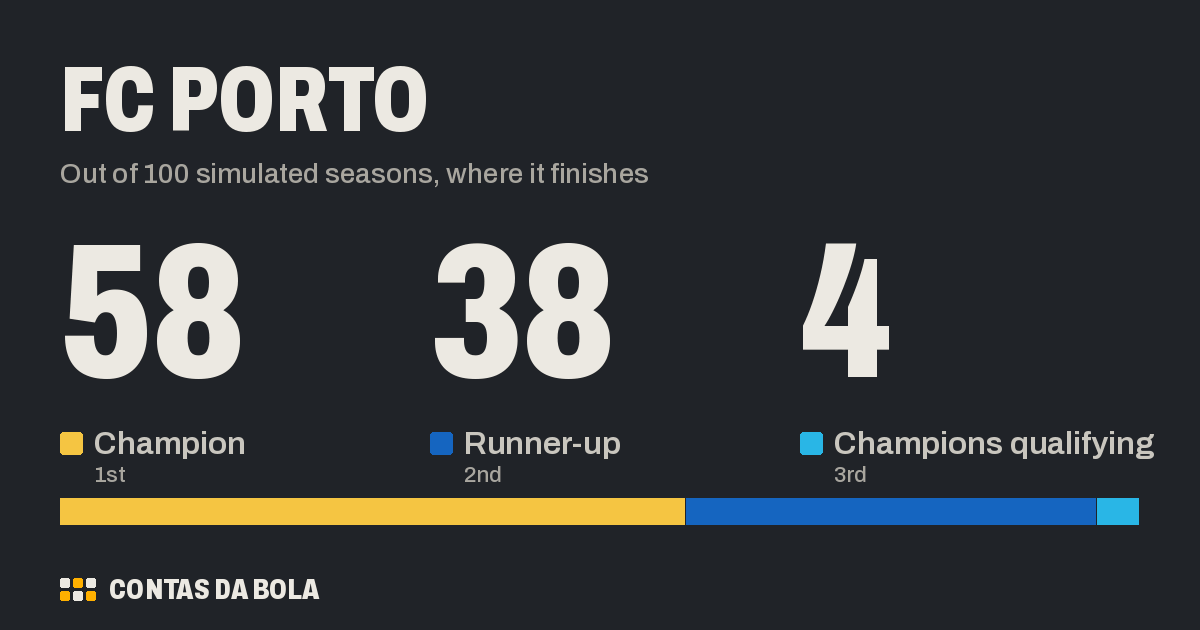 FC PORTO
Out of 100 simulated seasons, where it finishes
58 38 4
Champion Runner-up Champions qualifying
1st 2nd 3rd
CONTAS DA BOLA